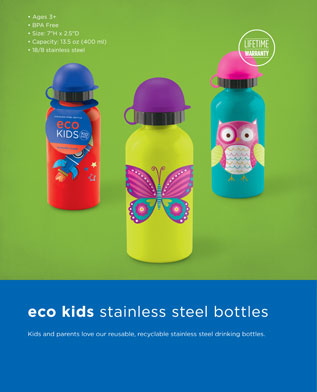 • Ages 3+
• BPA Free
• Size: 7"H x 2.5"D
• Capacity: 13.5 oz (400 ml)
• 18/8 stainless steel
LIFETIME
WARRANTY
eco
KIDS
eco kids stainless steel bottles
Kids and parents love our reusable, recyclable stainless steel drinking bottles.